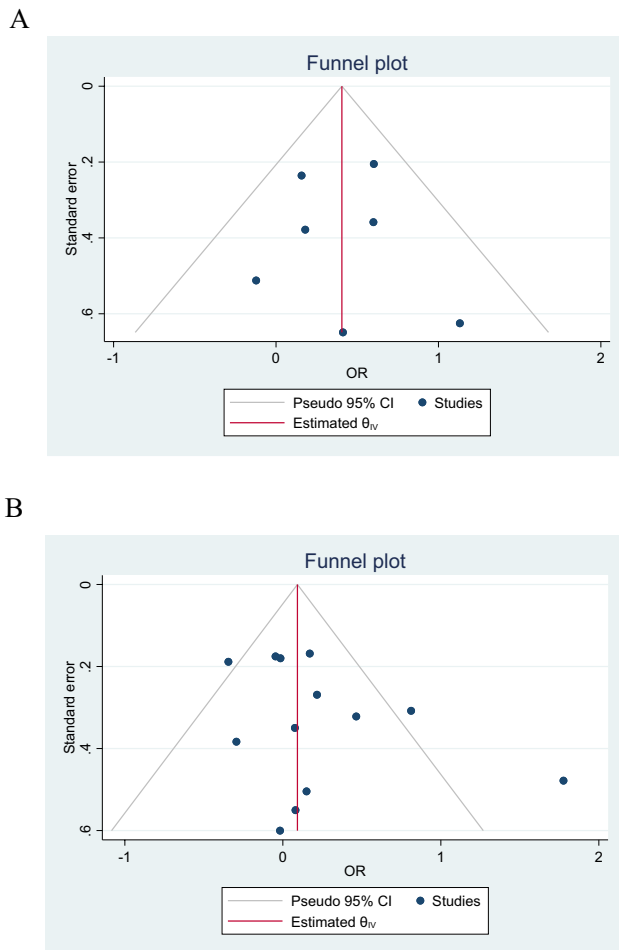 A
Funnel plot
Standard error
0
.2
.4
.6
-1 0 1 2
OR
Pseudo 95% CI Studies
Estimated θIV
B
Funnel plot
Standard error
0
.2
.4
.6
-1 0 1 2
OR
Pseudo 95% CI Studies
Estimated θIV